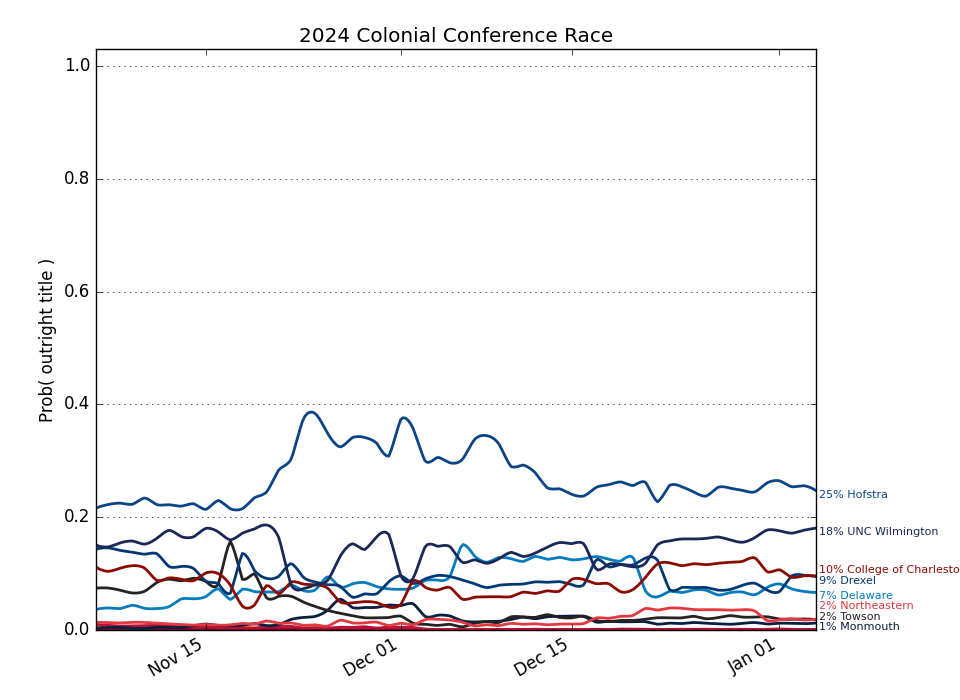 2024 Colonial Conference Race
Prob( outright title )
1.0
0.8
0.6
0.4
0.2
0.0
Nov 15
Dec 01
Dec 15
Jan 01
25% Hofstra
18% UNC Wilmington
10% College of Charlesto
9% Drexel
7% Delaware
2% Northeastern
2% Towson
1% Monmouth